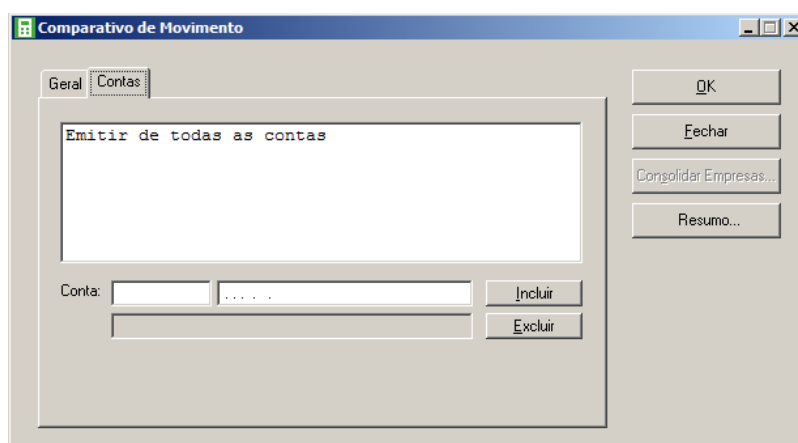 Comparativo de Movimento
Geral
Contas
Emitir de todas as contas
Conta:
... . .
Incluir
Excluir
OK
Fechar
Consolidar Empresas...
Resumo...